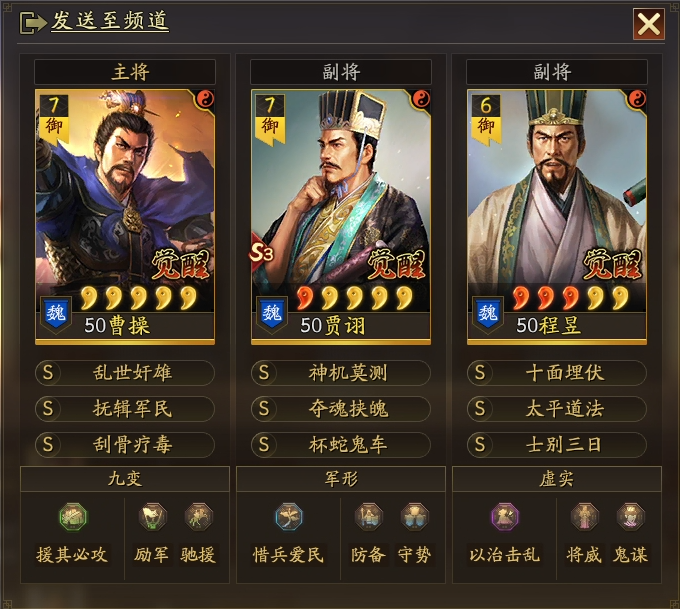 发送至频道
主将 副将 副将
7 7 6
御 御 御
S3
觉醒 觉醒 觉醒
魏 魏 魏
50曹操 50贾诩 50程昱
S 乱世奸雄 S 神机莫测 S 十面埋伏
S 抚辑军民 S 夺魂挟魄 S 太平道法
S 刮骨疗毒 S 杯蛇鬼车 S 士别三日
九变 军形 虚实
援其必攻 励军 驰援 惜兵爱民 防备 守势 以治击乱 将威 鬼谋